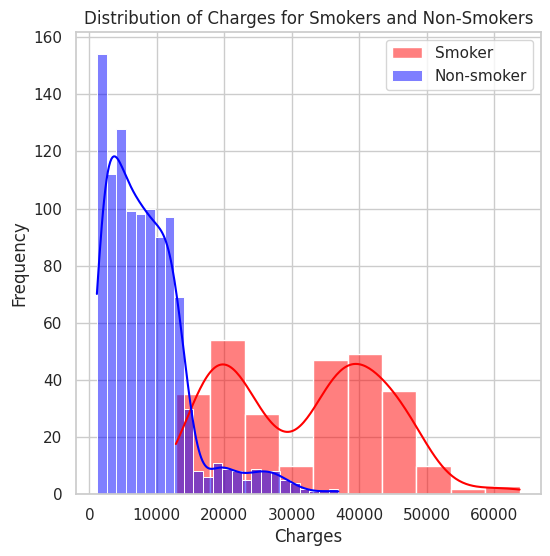 Distribution of Charges for Smokers and Non-Smokers
Smoker
Non-smoker
Frequency
160
140
120
100
80
60
40
20
0
0 10000 20000 30000 40000 50000 60000
Charges